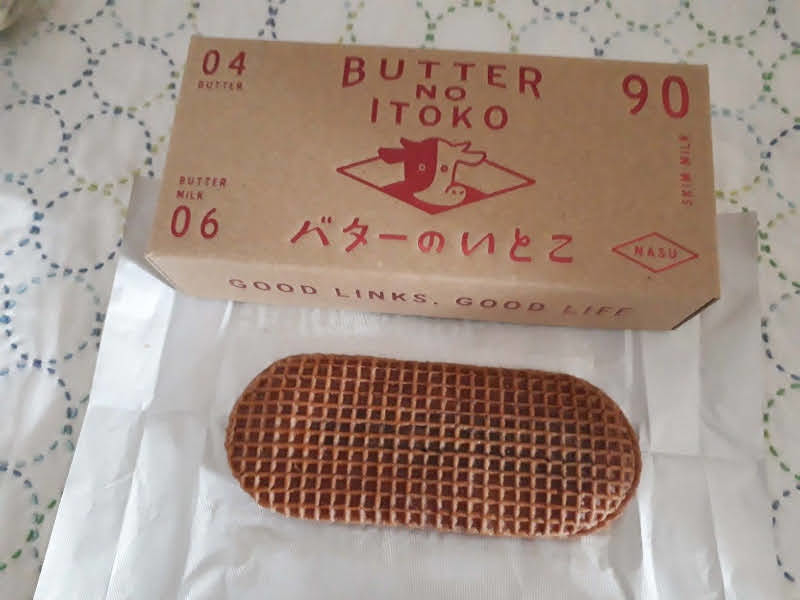 04
BUTTER
BUTTER
NO
ITOKO
90
SKIM MILK
BUTTER
MILK
06
バターのいとこ
NASU
GOOD LINKS, GOOD LIFE